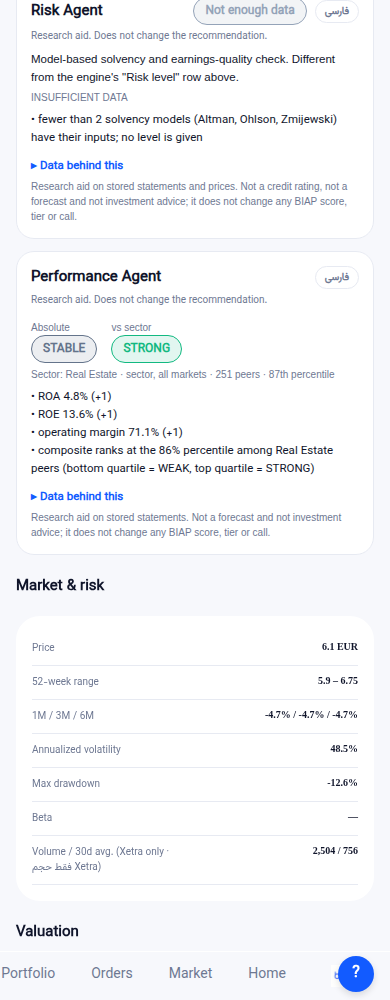 Risk Agent
Not enough data
فارسی
Research aid. Does not change the recommendation.
Model-based solvency and earnings-quality check. Different
from the engine's "Risk level" row above.
INSUFFICIENT DATA
• fewer than 2 solvency models (Altman, Ohlson, Zmijewski)
have their inputs; no level is given
▸ Data behind this
Research aid on stored statements and prices. Not a credit rating, not a
forecast and not investment advice; it does not change any BIAP score,
tier or call.
Performance Agent
فارسی
Research aid. Does not change the recommendation.
Absolute
vs sector
STABLE
STRONG
Sector: Real Estate · sector, all markets · 251 peers · 87th percentile
• ROA 4.8% (+1)
• ROE 13.6% (+1)
• operating margin 71.1% (+1)
• composite ranks at the 86% percentile among Real Estate
peers (bottom quartile = WEAK, top quartile = STRONG)
▸ Data behind this
Research aid on stored statements. Not a forecast and not investment
advice; it does not change any BIAP score, tier or call.
Market & risk
Price 6.1 EUR
52-week range 5.9 – 6.75
1M / 3M / 6M -4.7% / -4.7% / -4.7%
Annualized volatility 48.5%
Max drawdown -12.6%
Beta —
Volume / 30d avg. (Xetra only · 2,504 / 756
فقط حجم Xetra)
Valuation
Portfolio Orders Market Home ?